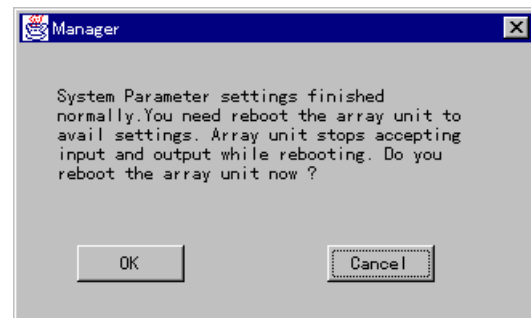 Manager
System Parameter settings finished
normally.You need reboot the array unit to
avail settings. Array unit stops accepting
input and output while rebooting. Do you
reboot the array unit now ?
OK
Cancel